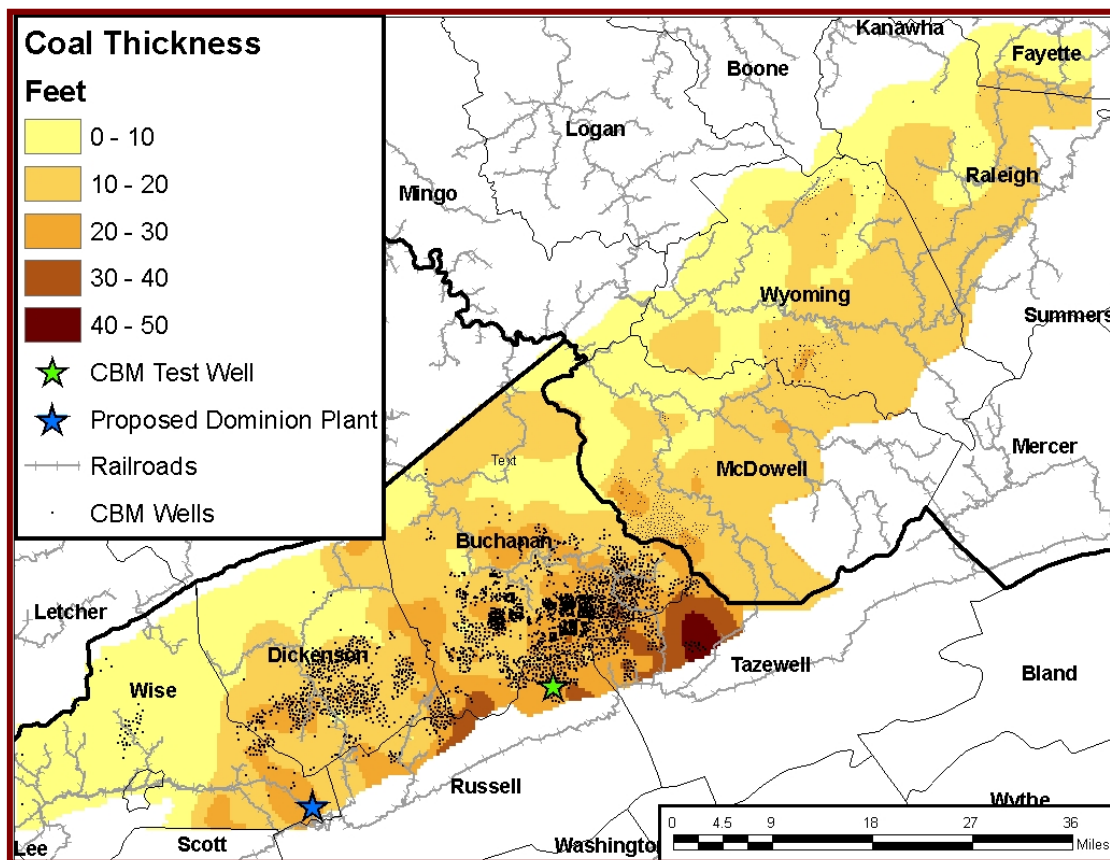 Coal Thickness
Feet
0 - 10
10 - 20
20 - 30
30 - 40
40 - 50
CBM Test Well
Proposed Dominion Plant
Railroads
CBM Wells
Kanawha
Fayette
Boone
Logan
Raleigh
Mingo
Wyoming
Summers
Mercer
McDowell
Text
Buchanan
Letcher
Dickenson
Tazewell
Bland
Wise
Russell
Wythe
Lee
Scott
Washington
0 4.5 9 18 27 36
Miles